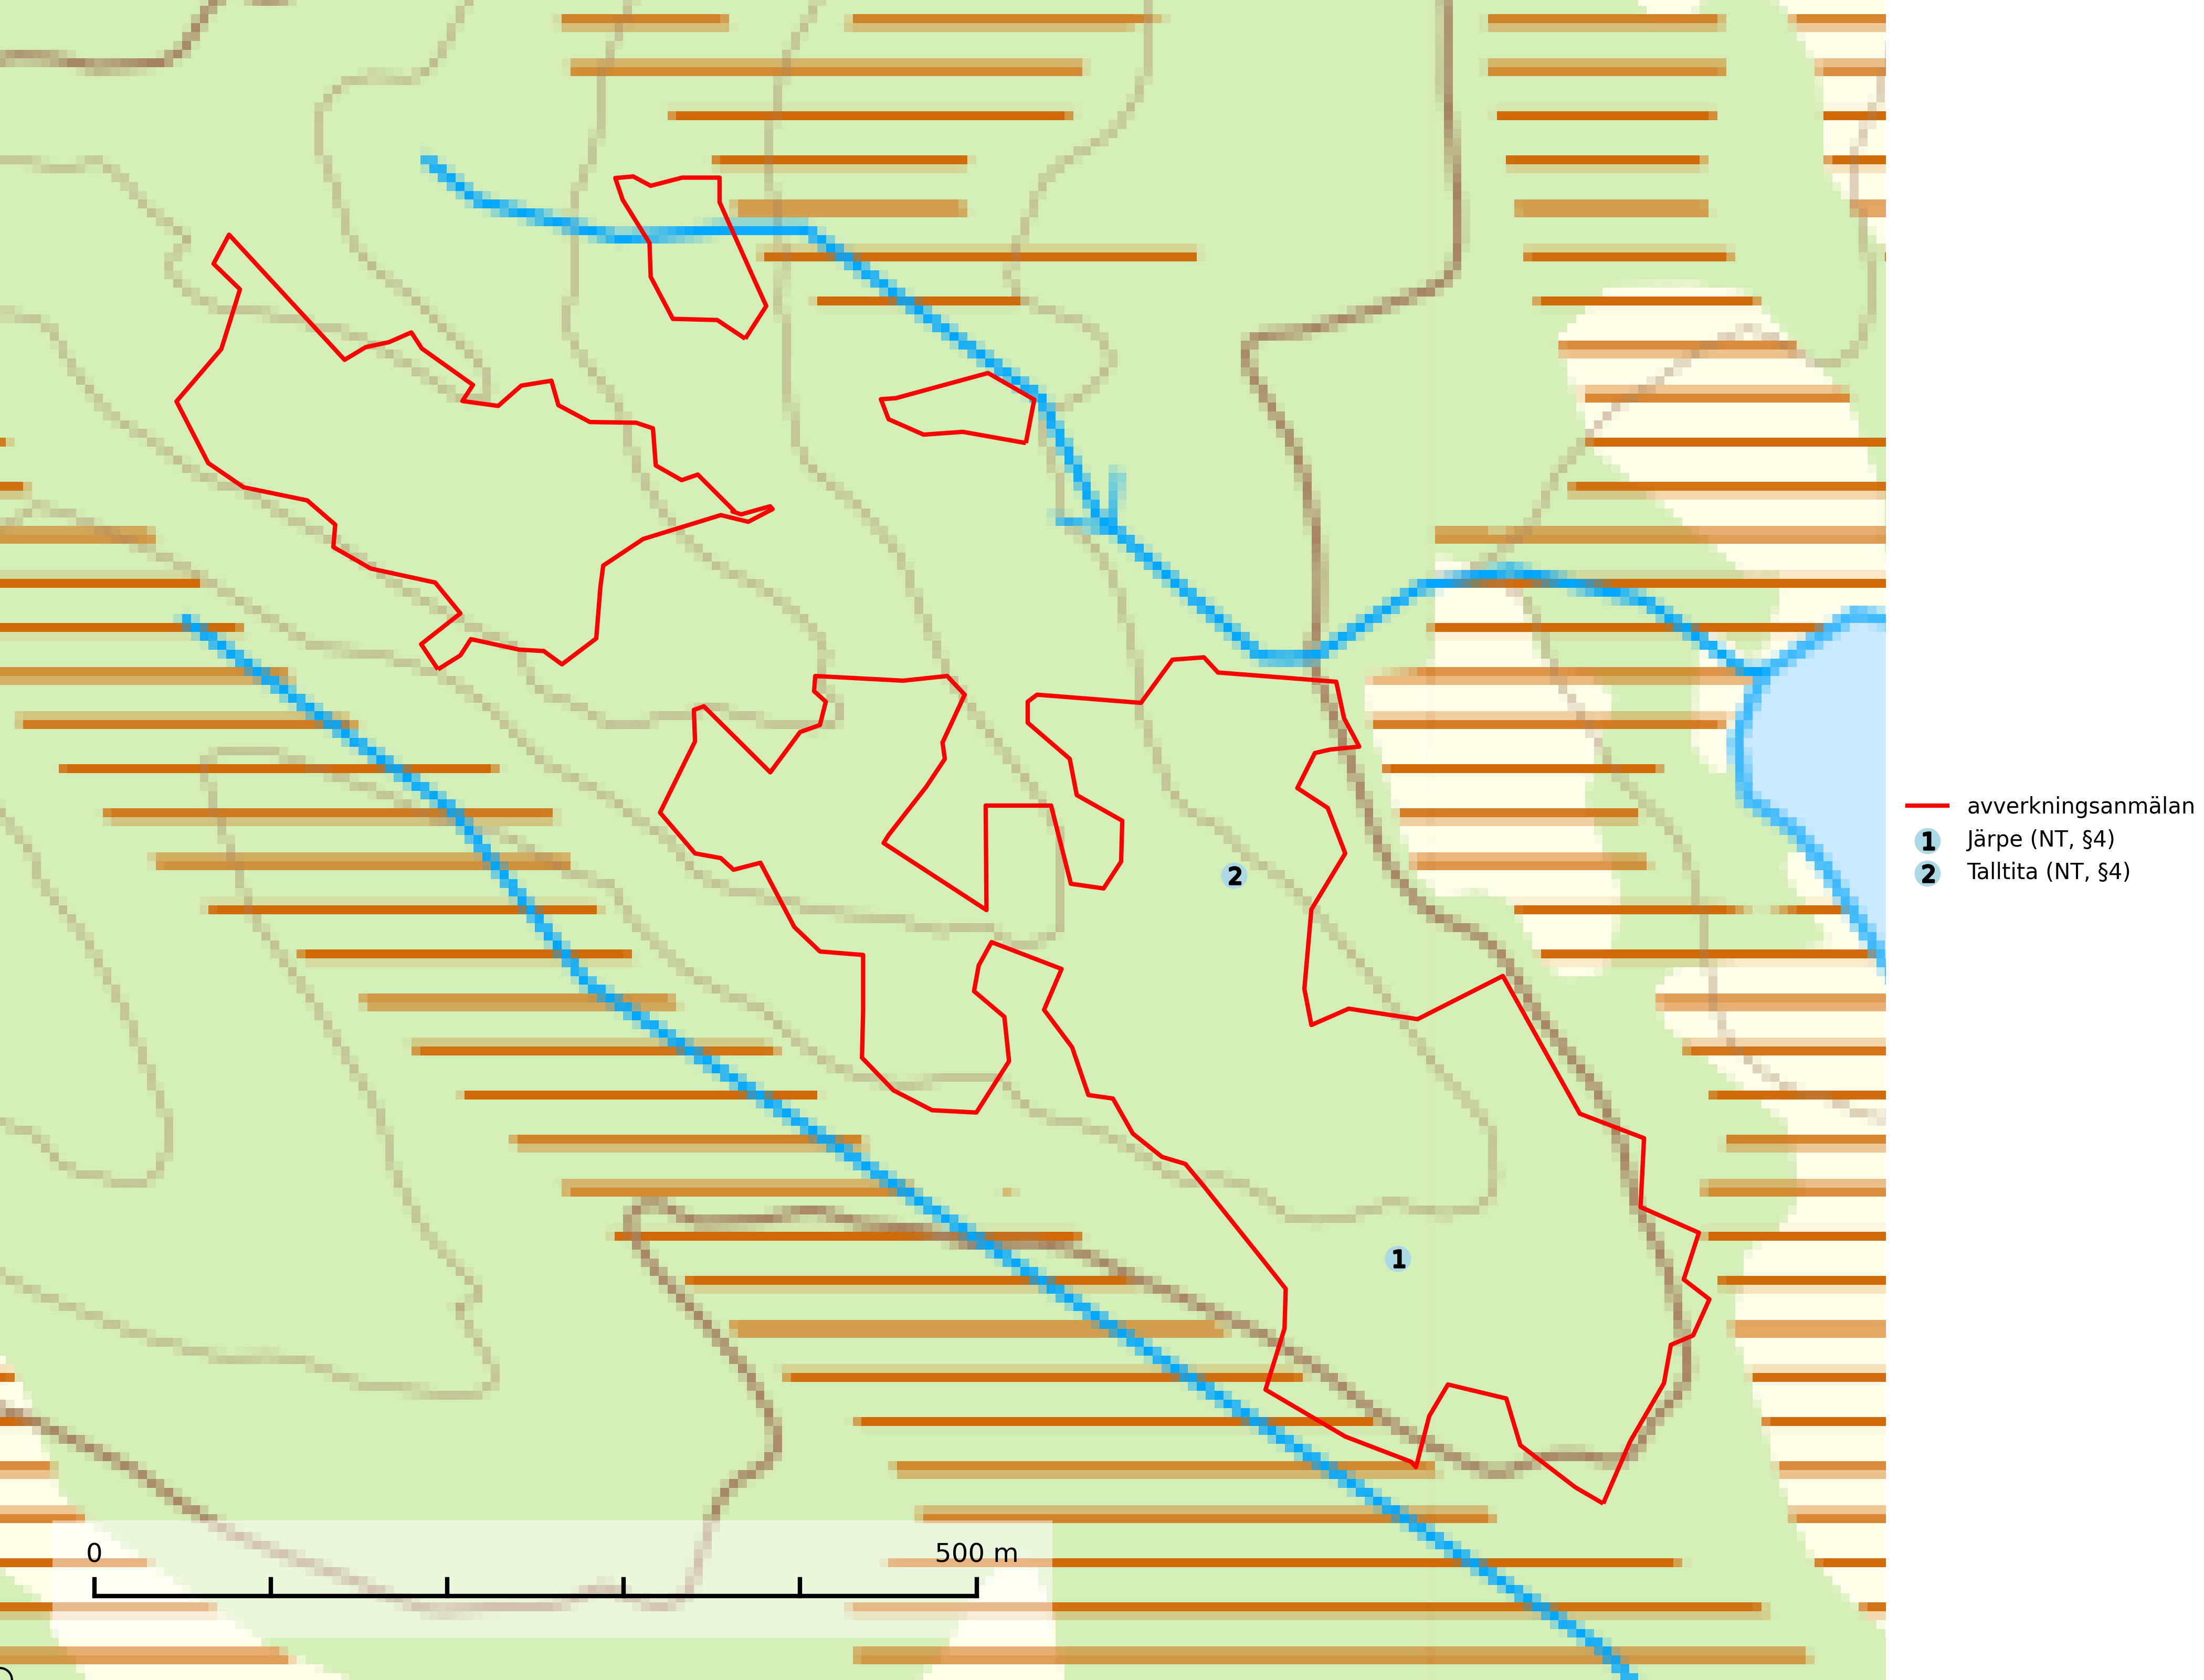 2
1
0
500 m
avverkningsanmälan
1 Järpe (NT, §4)
2 Talltita (NT, §4)